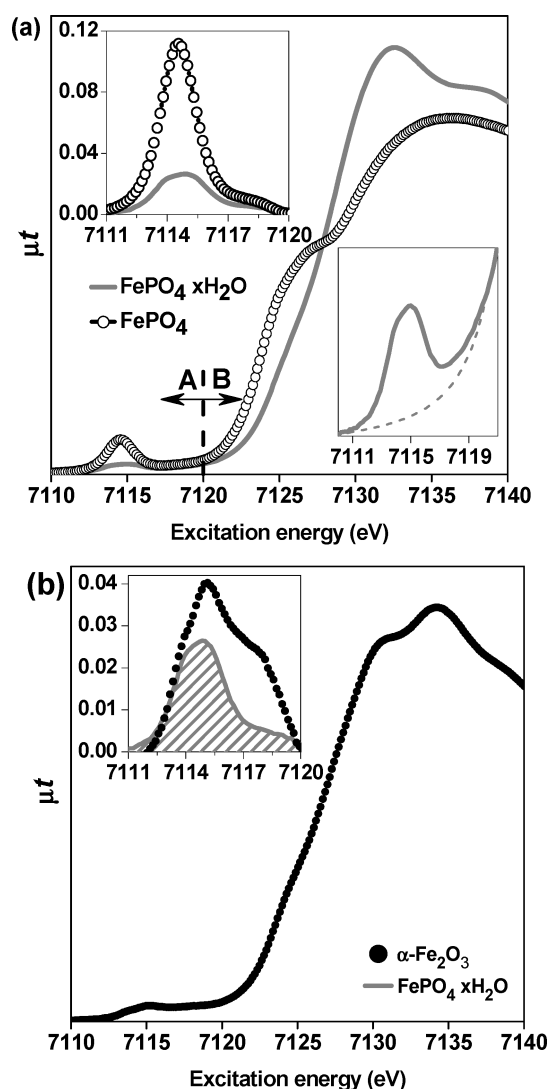 (a)
0.12
0.08
0.04
0.00
7111 7114 7117 7120
μt
FePO₄ xH₂O
FePO₄
A B
7111 7115 7119
7110 7115 7120 7125 7130 7135 7140
Excitation energy (eV)
(b)
0.04
0.03
0.02
0.01
0.00
7111 7114 7117 7120
μt
α-Fe₂O₃
FePO₄ xH₂O
7110 7115 7120 7125 7130 7135 7140
Excitation energy (eV)